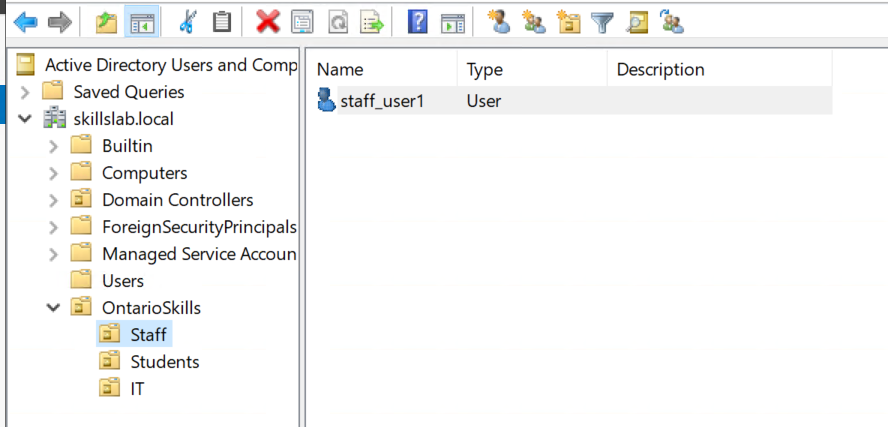 Active Directory Users and Comp
Saved Queries
skillslab.local
Builtin
Computers
Domain Controllers
ForeignSecurityPrincipals
Managed Service Accoun
Users
OntarioSkills
Staff
Students
IT
Name Type Description
staff_user1 User